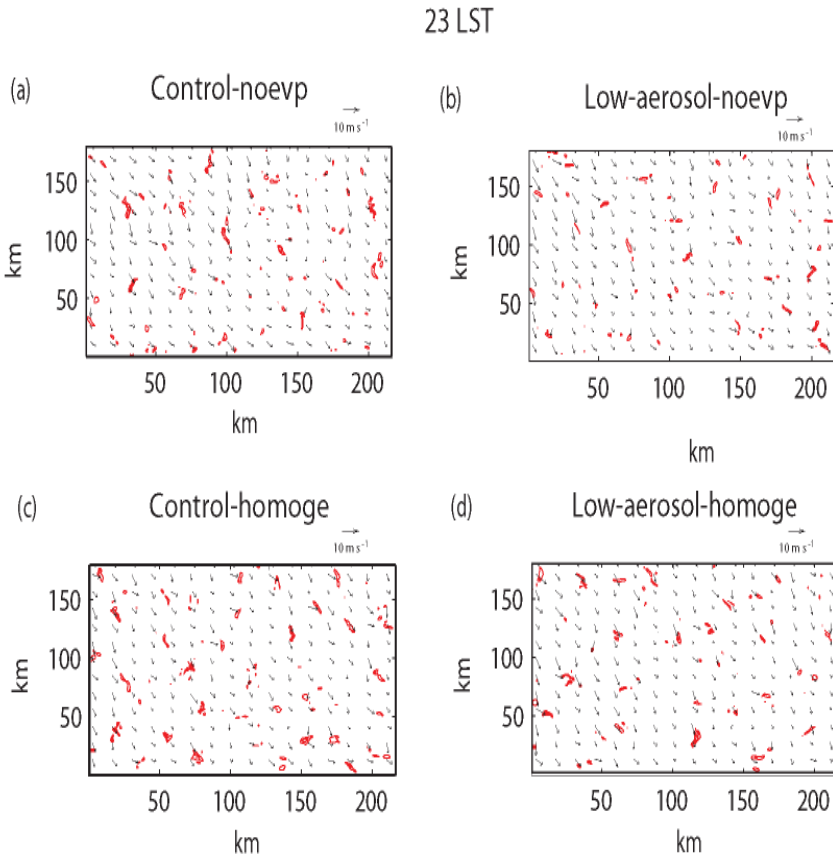 23 LST
(a) Control-noevp
10 m s⁻¹
(b) Low-aerosol-noevp
10 m s⁻¹
150
100
50
km
50 100 150 200
km
150
100
50
km
50 100 150 200
km
(c) Control-homoge
10 m s⁻¹
(d) Low-aerosol-homoge
10 m s⁻¹
150
100
50
km
50 100 150 200
km
150
100
50
km
50 100 150 200
km